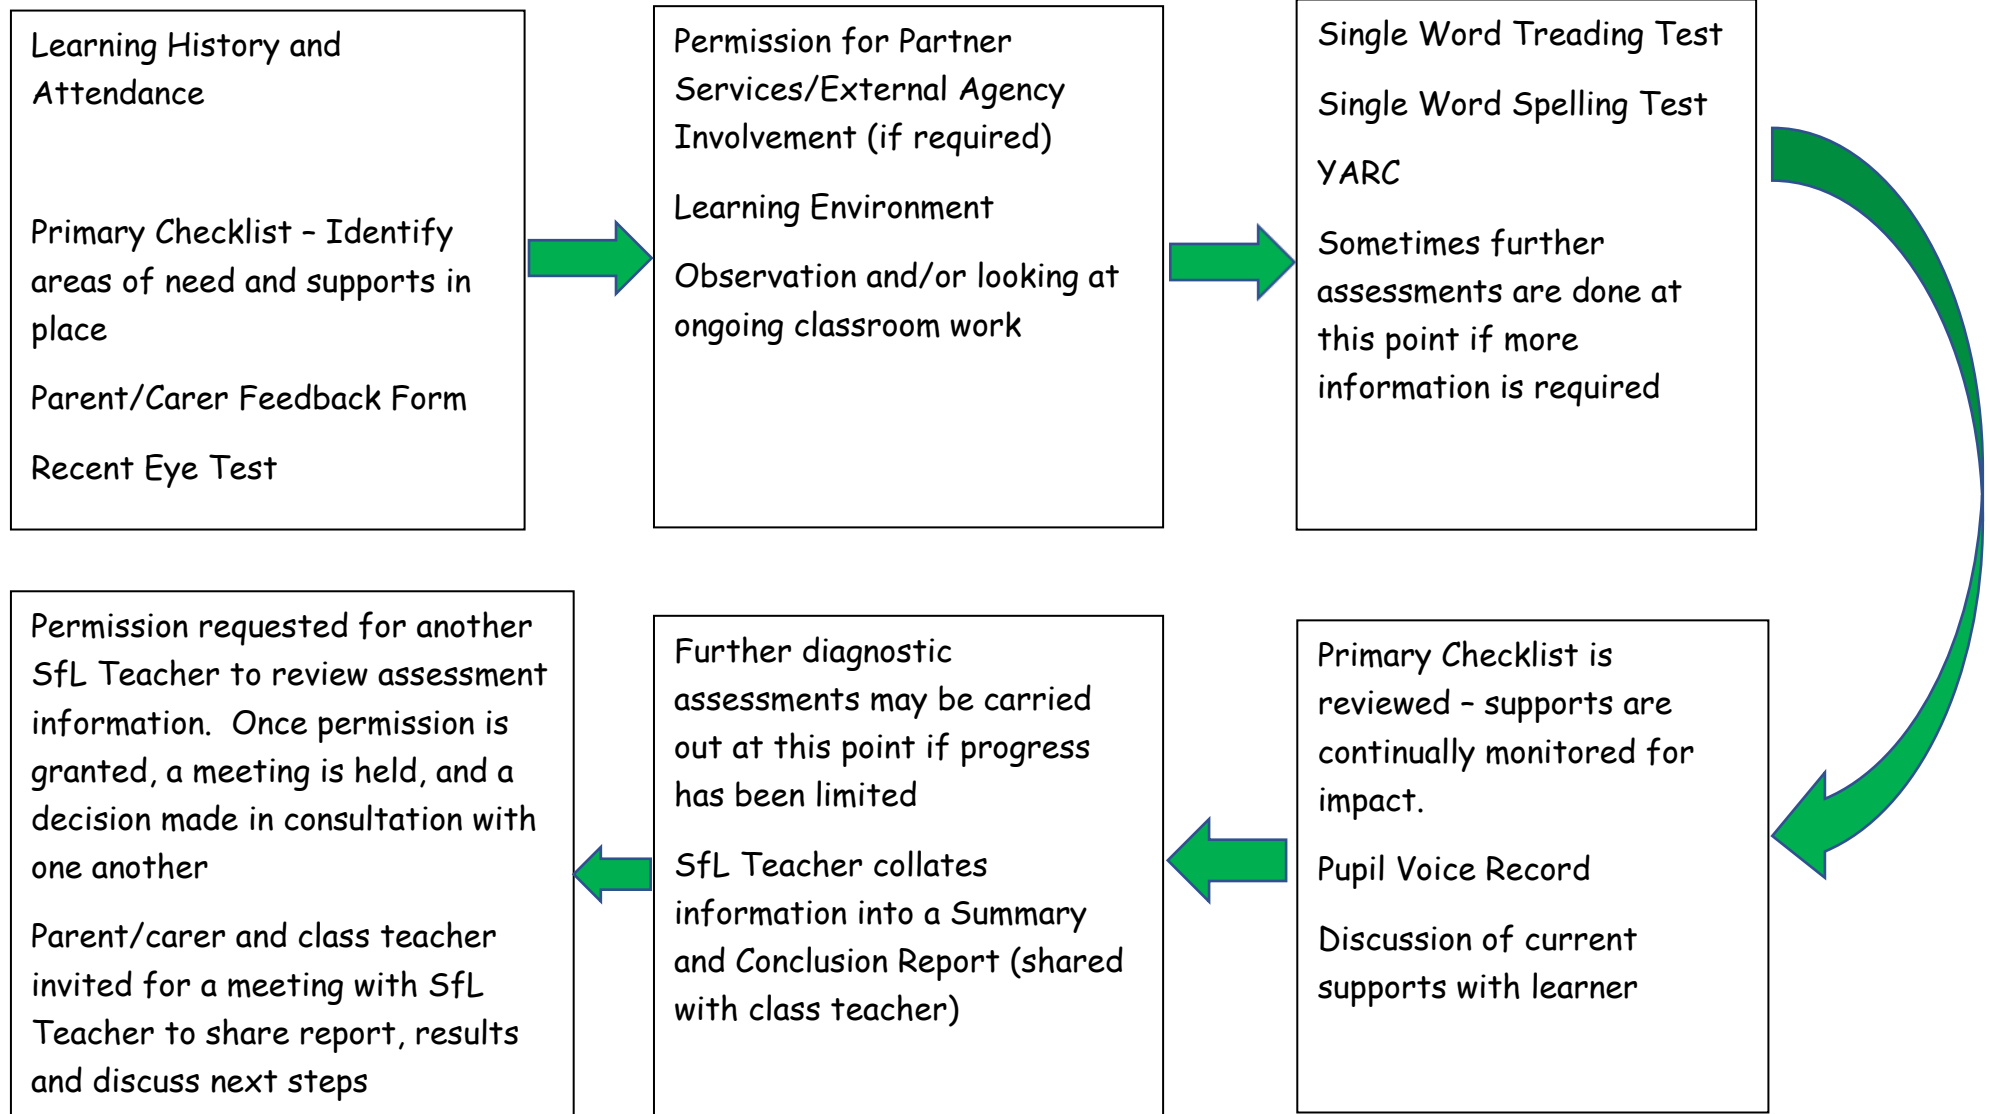 Learning History and
Attendance
Primary Checklist – Identify
areas of need and supports in
place
Parent/Carer Feedback Form
Recent Eye Test
Permission for Partner
Services/External Agency
Involvement (if required)
Learning Environment
Observation and/or looking at
ongoing classroom work
Single Word Treading Test
Single Word Spelling Test
YARC
Sometimes further
assessments are done at
this point if more
information is required
Primary Checklist is
reviewed – supports are
continually monitored for
impact.
Pupil Voice Record
Discussion of current
supports with learner
Further diagnostic
assessments may be carried
out at this point if progress
has been limited
SfL Teacher collates
information into a Summary
and Conclusion Report (shared
with class teacher)
Permission requested for another
SfL Teacher to review assessment
information.  Once permission is
granted, a meeting is held, and a
decision made in consultation with
one another
Parent/carer and class teacher
invited for a meeting with SfL
Teacher to share report, results
and discuss next steps